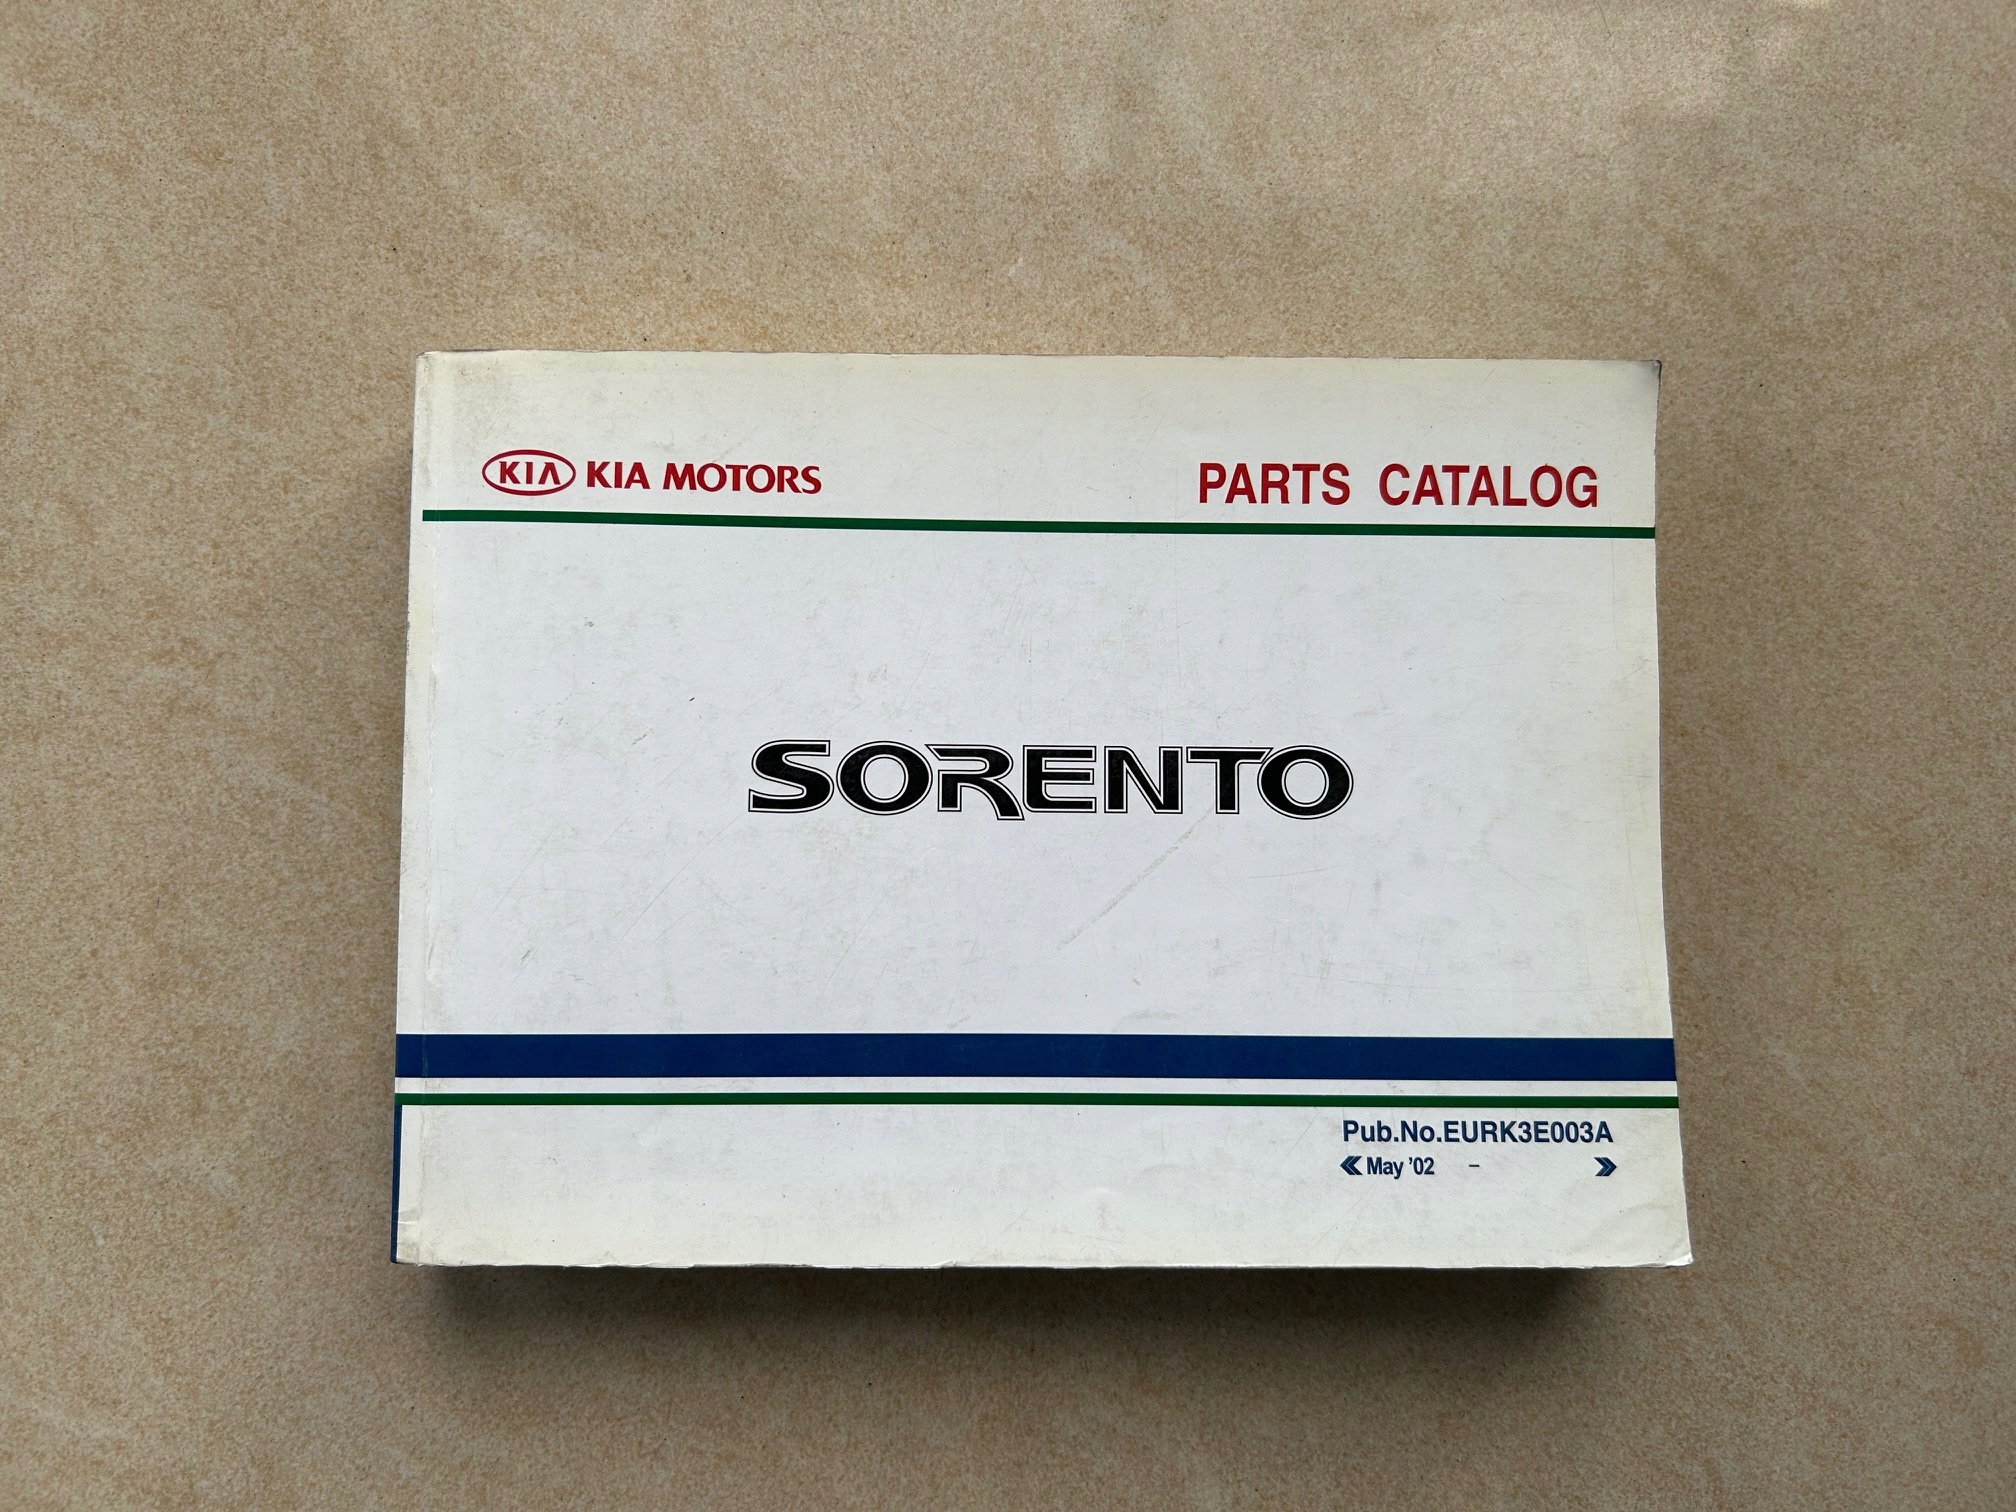 KIA KIA MOTORS PARTS CATALOG
SORENTO
Pub.No.EURK3E003A
《May '02 – 》